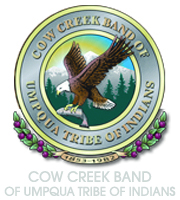 COW CREEK BAND OF
UMPQUA TRIBE OF INDIANS
1853-1982
COW CREEK BAND
OF UMPQUA TRIBE OF INDIANS